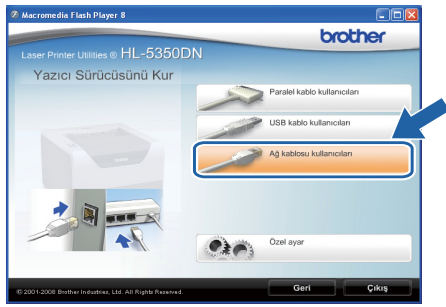 Macromedia Flash Player 8
brother
Laser Printer Utilities ® HL-5350DN
Yazıcı Sürücüsünü Kur
Paralel kablo kullanıcıları
USB kablo kullanıcıları
Ağ kablosu kullanıcıları
Özel ayar
© 2001-2008 Brother Industries, Ltd. All Rights Reserved.
Geri
Çıkış